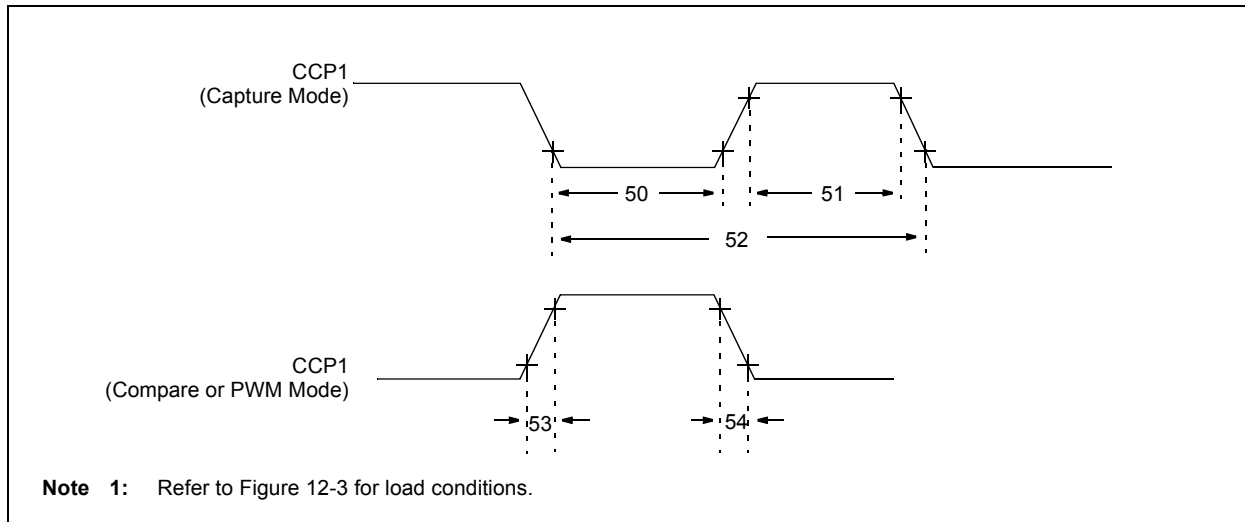 CCP1
(Capture Mode)
50
51
52
CCP1
(Compare or PWM Mode)
53
54
Note 1: Refer to Figure 12-3 for load conditions.